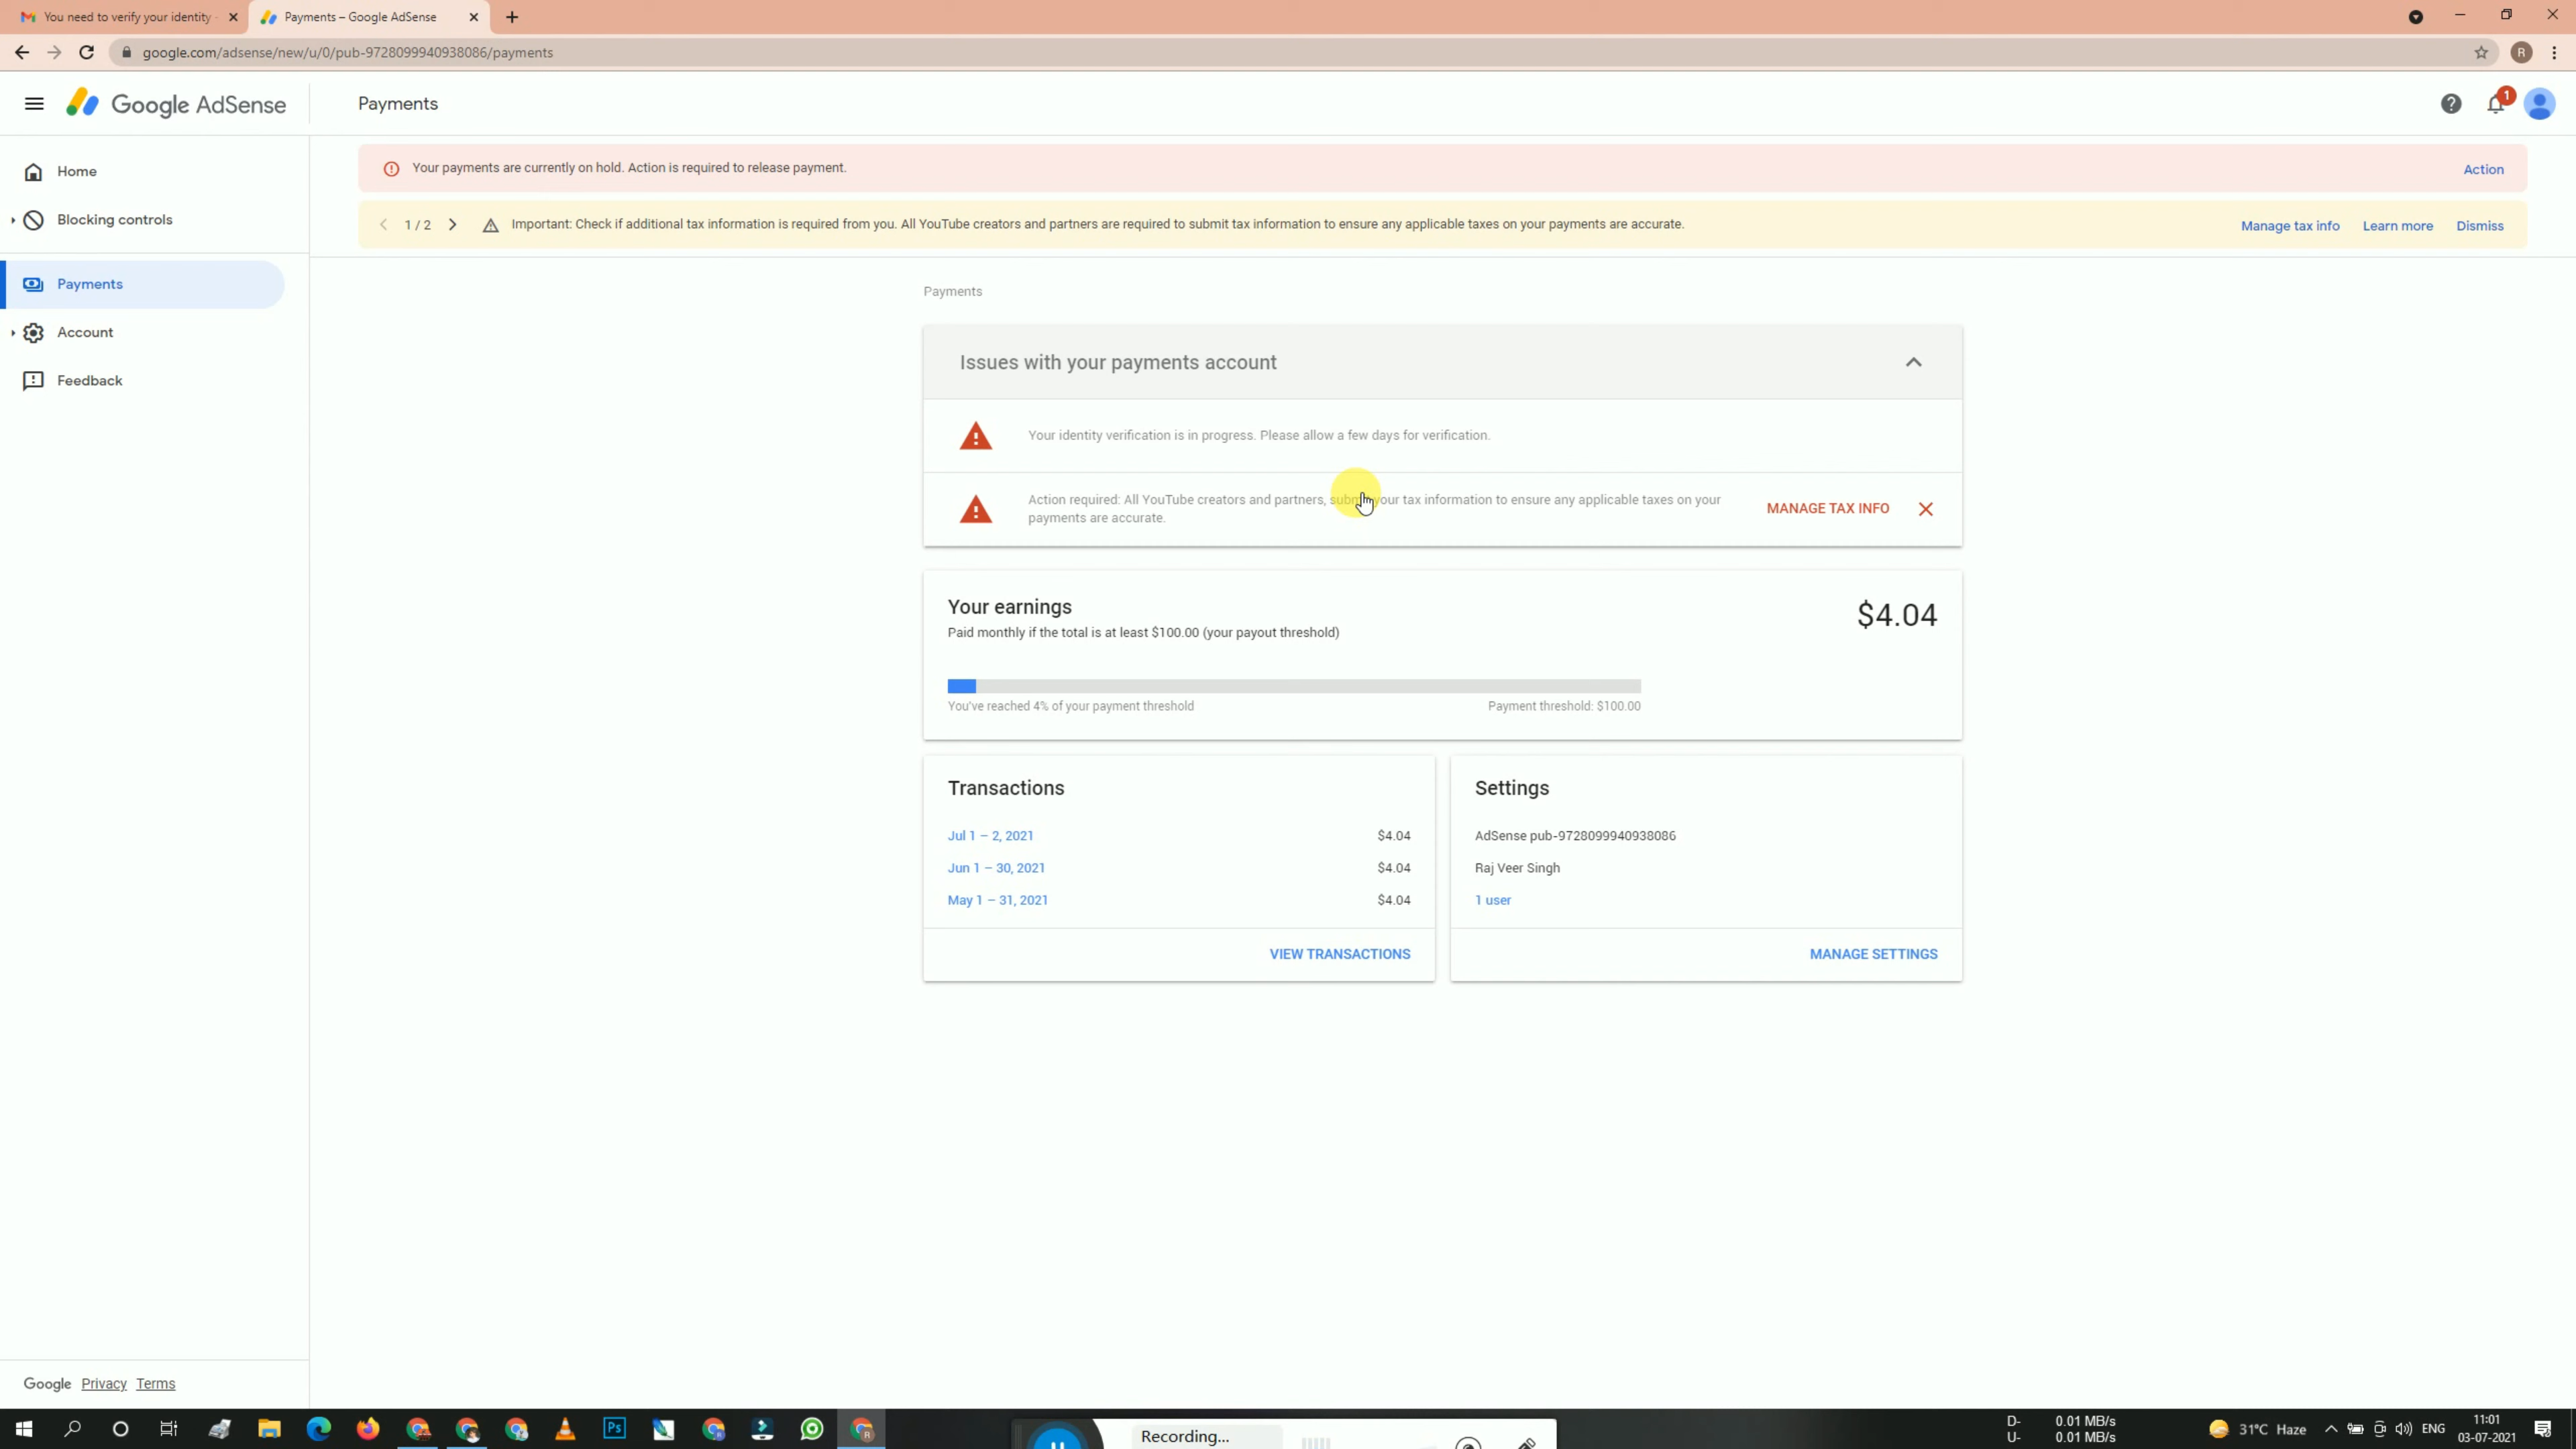 You need to verify your identity
Payments – Google AdSense
google.com/adsense/new/u/0/pub-9728099940938086/payments
R
Google AdSense
Payments
1
Home
Blocking controls
Payments
Account
Feedback
Your payments are currently on hold. Action is required to release payment.
Action
1 / 2
Important: Check if additional tax information is required from you. All YouTube creators and partners are required to submit tax information to ensure any applicable taxes on your payments are accurate.
Manage tax info
Learn more
Dismiss
Payments
Issues with your payments account
Your identity verification is in progress. Please allow a few days for verification.
Action required: All YouTube creators and partners, submit your tax information to ensure any applicable taxes on your
payments are accurate.
MANAGE TAX INFO
Your earnings
$4.04
Paid monthly if the total is at least $100.00 (your payout threshold)
You've reached 4% of your payment threshold
Payment threshold: $100.00
Transactions
Jul 1 – 2, 2021 $4.04
Jun 1 – 30, 2021 $4.04
May 1 – 31, 2021 $4.04
VIEW TRANSACTIONS
Settings
AdSense pub-9728099940938086
Raj Veer Singh
1 user
MANAGE SETTINGS
Google Privacy Terms
Ps
Recording...
D- 0.01 MB/s
U- 0.01 MB/s
31°C Haze
ENG
11:01
03-07-2021